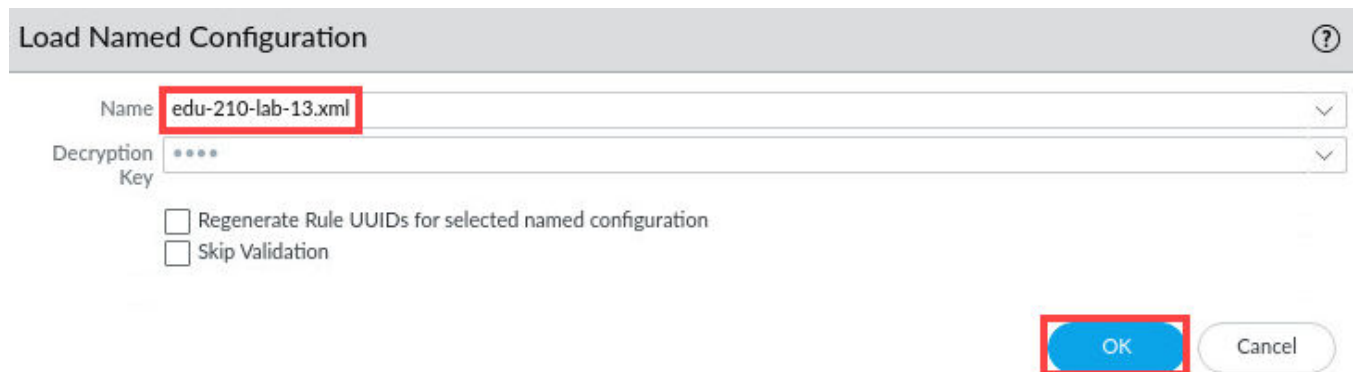 Load Named Configuration
Name edu-210-lab-13.xml
Decryption ••••
Key
Regenerate Rule UUIDs for selected named configuration
Skip Validation
OK Cancel